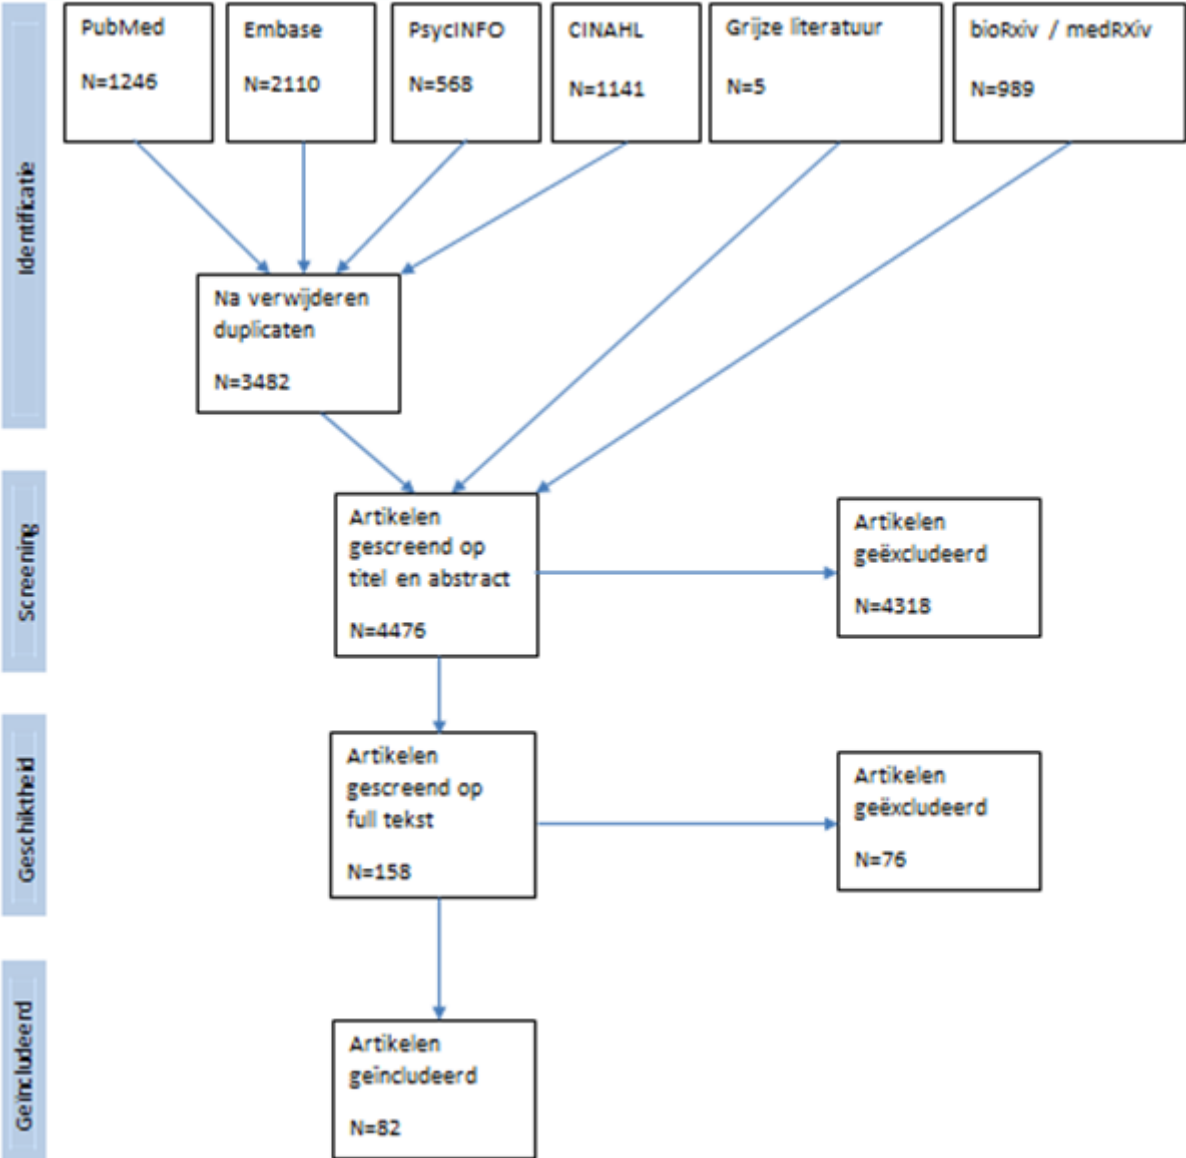 PubMed
N=1246
Embase
N=2110
PsycINFO
N=568
CINAHL
N=1141
Grijze literatuur
N=5
bioRxiv / medRXiv
N=989
Identificatie
Na verwijderen
duplicaten
N=3482
Screening
Artikelen
gescreend op
titel en abstract
N=4476
Artikelen
geëxcludeerd
N=4318
Geschiktheid
Artikelen
gescreend op
full tekst
N=158
Artikelen
geëxcludeerd
N=76
Geïncludeerd
Artikelen
geïncludeerd
N=82